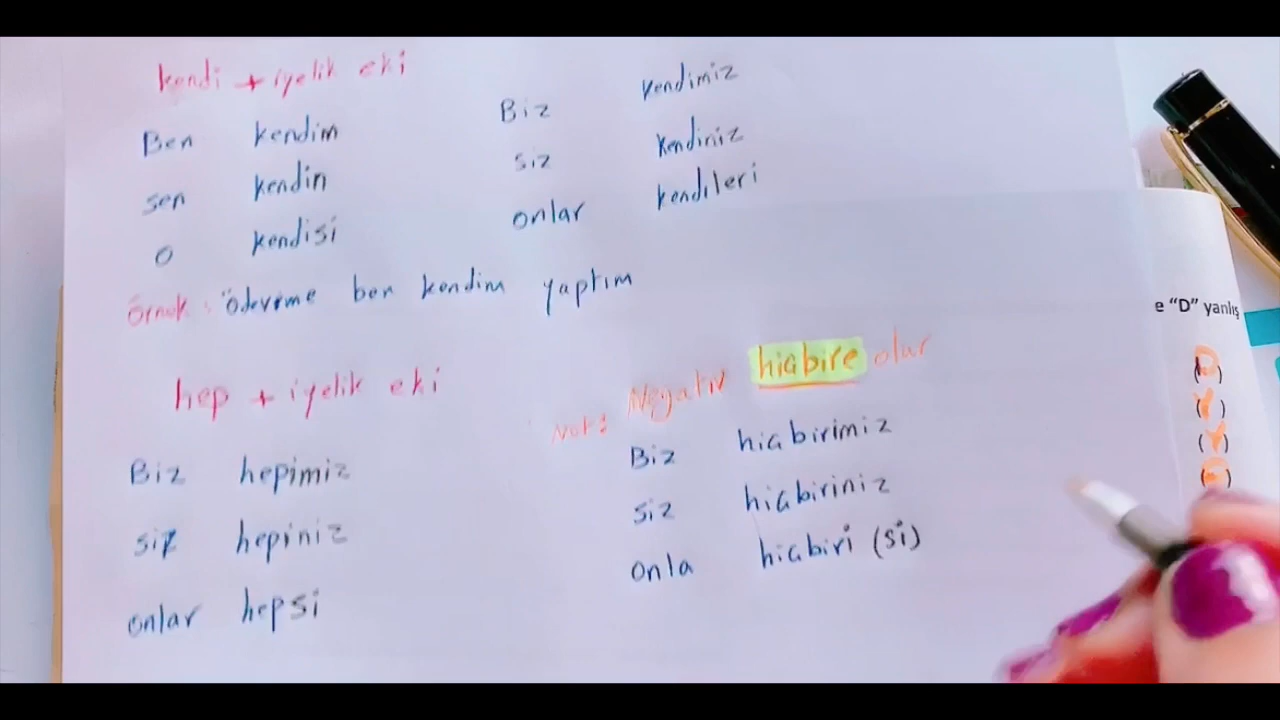 kendi + iyelik eki
Ben kendim
sen kendin
o kendisi
Biz kendimiz
siz kendiniz
onlar kendileri
Örnek: ödevime ben kendim yaptım
hep + iyelik eki
Biz hepimiz
siz hepiniz
onlar hepsi
Not: Negativ hiçbire olur
Biz hiçbirimiz
siz hiçbiriniz
Onla hiçbiri (si)
e "D" yanlış